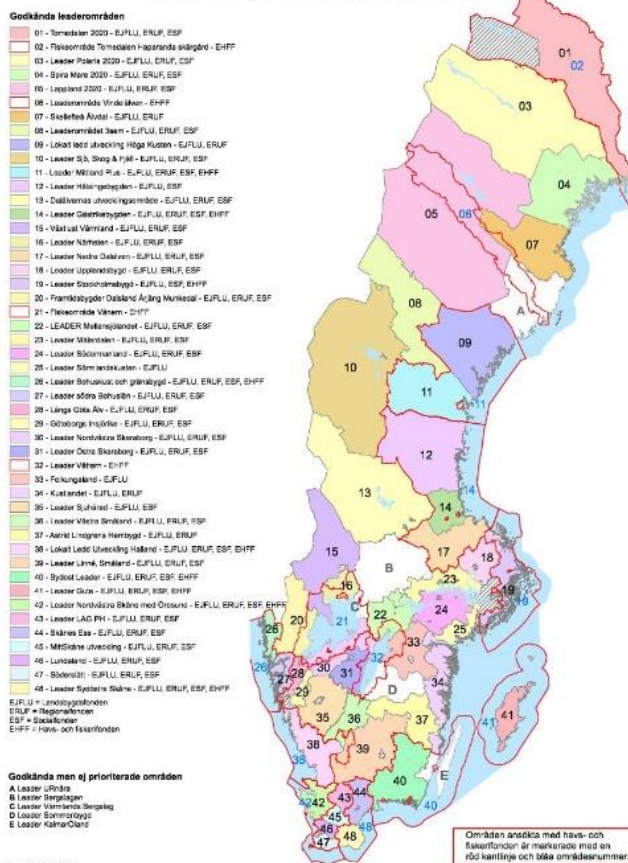 Godkända leaderområden
01 - Tornedalen 2020 - EJFLU, ERUF, ESF
02 - Fiskeområde Tornedalen Haparanda skärgård - EHFF
03 - Leader Polaris 2020 - EJFLU, ERUF, ESF
04 - Spira Mare 2020 - EJFLU, ERUF, ESF
05 - Lappland 2020 - EJFLU, ERUF, ESF
06 - Leaderområde Vindelälven - EHFF
07 - Skellefteå Älvdal - EJFLU, ERUF
08 - Leaderområdet 3sam - EJFLU, ERUF, ESF
09 - Lokalt ledd utveckling Höga Kusten - EJFLU, ERUF
10 - Leader Sjö, Skog & Fjäll - EJFLU, ERUF, ESF
11 - Leader Mittland Plus - EJFLU, ERUF, ESF, EHFF
12 - Leader Hälsingebygden - EJFLU, ESF
13 - Dalälvarnas utvecklingsområde - EJFLU, ERUF, ESF
14 - Leader Gästrikebygden - EJFLU, ERUF, ESF, EHFF
15 - Växtlust Värmland - EJFLU, ERUF, ESF
16 - Leader Närheten - EJFLU, ERUF, ESF
17 - Leader Nedra Dalälven - EJFLU, ERUF, ESF
18 - Leader Upplandsbygd - EJFLU, ERUF, ESF
19 - Leader Stockholmsbygd - EJFLU, ESF, EHFF
20 - Framtidsbygder Dalsland Årjäng Munkedal - EJFLU, ERUF, ESF
21 - Fiskeområde Vänern - EHFF
22 - LEADER Mellansjölandet - EJFLU, ERUF, ESF
23 - Leader Mälardalen - EJFLU, ERUF, ESF
24 - Leader Södermanland - EJFLU, ERUF, ESF
25 - Leader Sörmlandskusten - EJFLU
26 - Leader Bohuskust och gränsbygd - EJFLU, ERUF, ESF, EHFF
27 - Leader södra Bohuslän - EJFLU, ERUF, ESF
28 - Längs Göta Älv - EJFLU, ERUF, ESF
29 - Göteborgs Insjörike - EJFLU, ERUF, ESF
30 - Leader Nordvästra Skaraborg - EJFLU, ERUF, ESF
31 - Leader Östra Skaraborg - EJFLU, ERUF, ESF
32 - Leader Vättern - EHFF
33 - Folkungaland - EJFLU
34 - Kustlandet - EJFLU, ERUF
35 - Leader Sjuhärad - EJFLU, ERUF, ESF
36 - Leader Västra Småland - EJFLU, ERUF, ESF
37 - Astrid Lindgrens Hembygd - EJFLU, ERUF
38 - Lokalt Ledd Utveckling Halland - EJFLU, ERUF, ESF, EHFF
39 - Leader Linné, Småland - EJFLU, ERUF, ESF
40 - Sydost Leader - EJFLU, ERUF, ESF, EHFF
41 - Leader Gute - EJFLU, ERUF, ESF, EHFF
42 - Leader Nordvästra Skåne med Öresund - EJFLU, ERUF, ESF, EHFF
43 - Leader LAG PH - EJFLU, ERUF, ESF
44 - Skånes Ess - EJFLU, ERUF, ESF
45 - MittSkåne utveckling - EJFLU, ERUF, ESF
46 - Lundaland - EJFLU, ERUF, ESF
47 - Söderslätt - EJFLU, ERUF, ESF
48 - Leader Sydöstra Skåne - EJFLU, ERUF, ESF, EHFF
EJFLU = Landsbygdsfonden
ERUF = Regionalfonden
ESF = Socialfonden
EHFF = Havs- och fiskerifonden
Godkända men ej prioriterade områden
A Leader URnära
B Leader Bergslagen
C Leader Värmlands Bergslag
D Leader Sommenbygd
E Leader KalmarÖland
01
02
03
04
05
06
07
A
08
09
10
11
11
12
13
14
14
15
B
17
18
16
23
19
19
C
21
22
24
20
25
26
26
33
32
30
28
27
31
34
29
D
35
36
37
41
41
38
38
39
E
40
40
42
42
43
44
45
48
46
47
48
Områden ansökta med havs- och
fiskerifonden är markerade med en
röd kantlinje och blåa områdesnummer